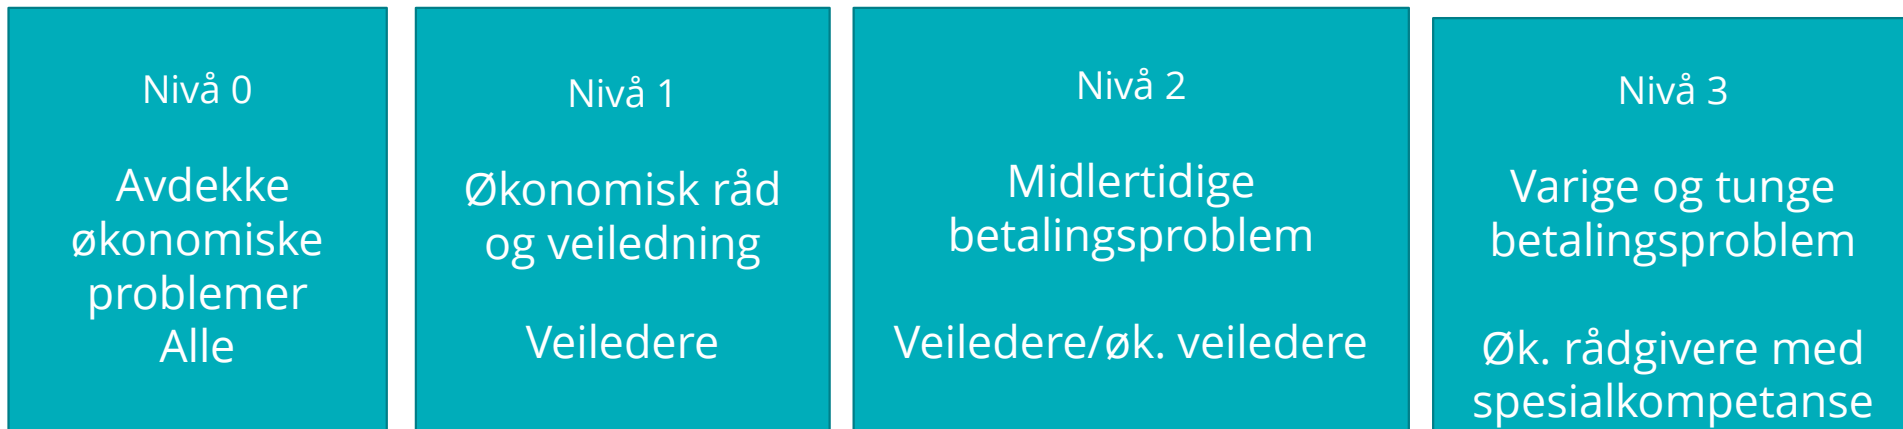 Nivå 0
Avdekke
økonomiske
problemer
Alle
Nivå 1
Økonomisk råd
og veiledning
Veiledere
Nivå 2
Midlertidige
betalingsproblem
Veiledere/øk. veiledere
Nivå 3
Varige og tunge
betalingsproblem
Øk. rådgivere med
spesialkompetanse